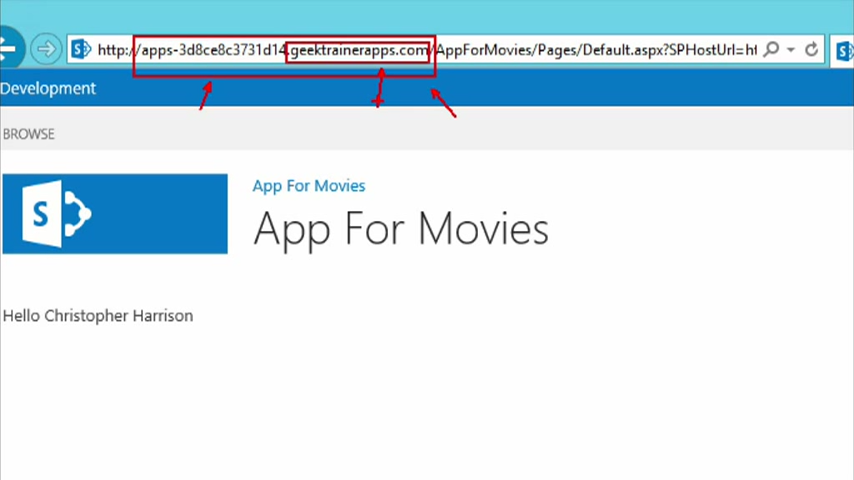 http://apps-3d8ce8c3731d14.geektrainerapps.com/AppForMovies/Pages/Default.aspx?SPHostUrl=ht
Development
BROWSE
S
App For Movies
App For Movies
Hello Christopher Harrison